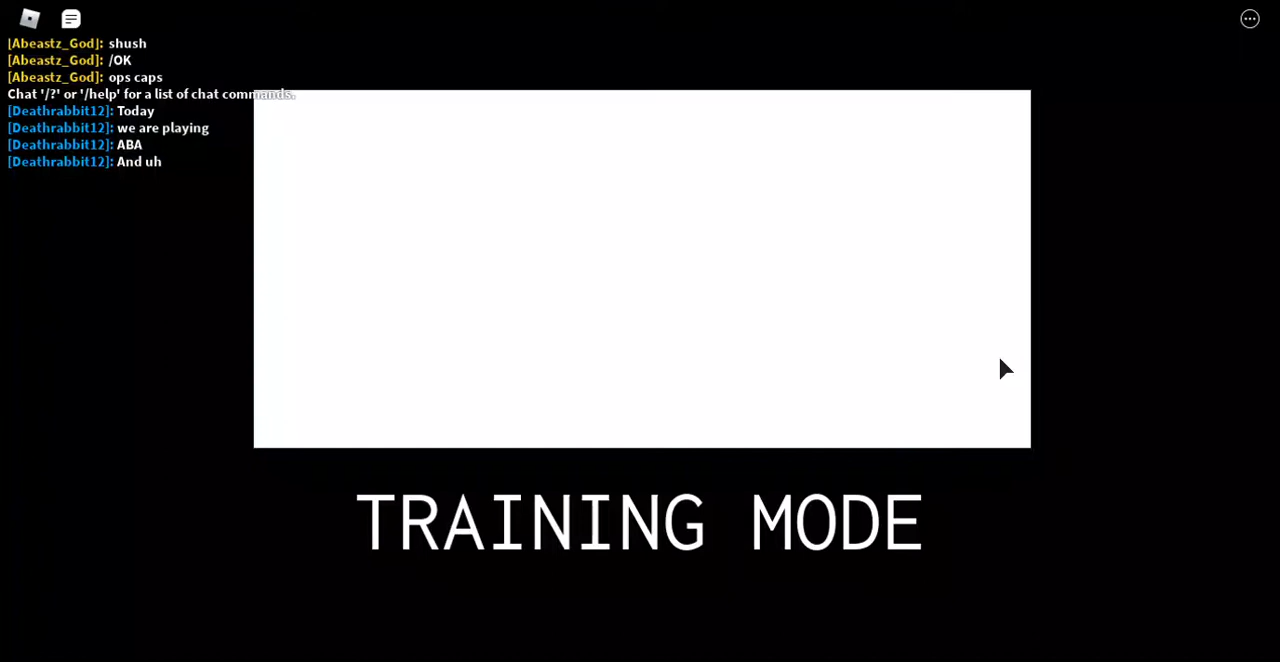 [Abeastz_God]: shush
[Abeastz_God]: /OK
[Abeastz_God]: ops caps
Chat '/?' or '/help' for a list of chat commands.
[Deathrabbit12]: Today
[Deathrabbit12]: we are playing
[Deathrabbit12]: ABA
[Deathrabbit12]: And uh
TRAINING MODE